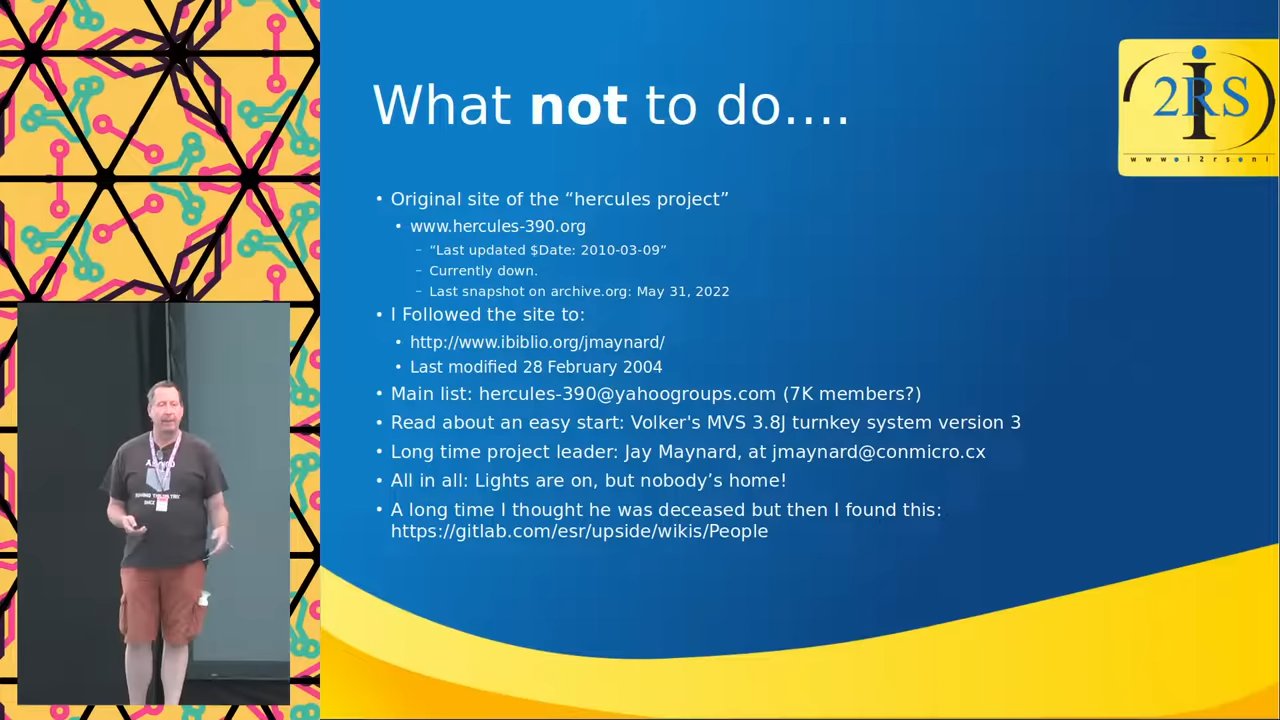 What not to do....
2RS
i
www.i2rs.nl
• Original site of the “hercules project”
• www.hercules-390.org
– “Last updated $Date: 2010-03-09”
– Currently down.
– Last snapshot on archive.org: May 31, 2022
• I Followed the site to:
• http://www.ibiblio.org/jmaynard/
• Last modified 28 February 2004
• Main list: hercules-390@yahoogroups.com (7K members?)
• Read about an easy start: Volker's MVS 3.8J turnkey system version 3
• Long time project leader: Jay Maynard, at jmaynard@conmicro.cx
• All in all: Lights are on, but nobody’s home!
• A long time I thought he was deceased but then I found this:
https://gitlab.com/esr/upside/wikis/People